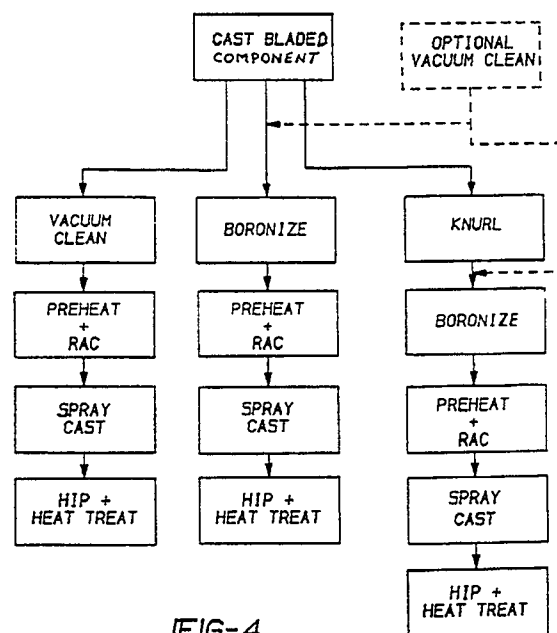 CAST BLADED
COMPONENT
OPTIONAL
VACUUM CLEAN
VACUUM
CLEAN
BORONIZE
KNURL
PREHEAT
+
RAC
PREHEAT
+
RAC
BORONIZE
SPRAY
CAST
SPRAY
CAST
PREHEAT
+
RAC
HIP +
HEAT TREAT
HIP +
HEAT TREAT
SPRAY
CAST
HIP +
HEAT TREAT
FIG-4